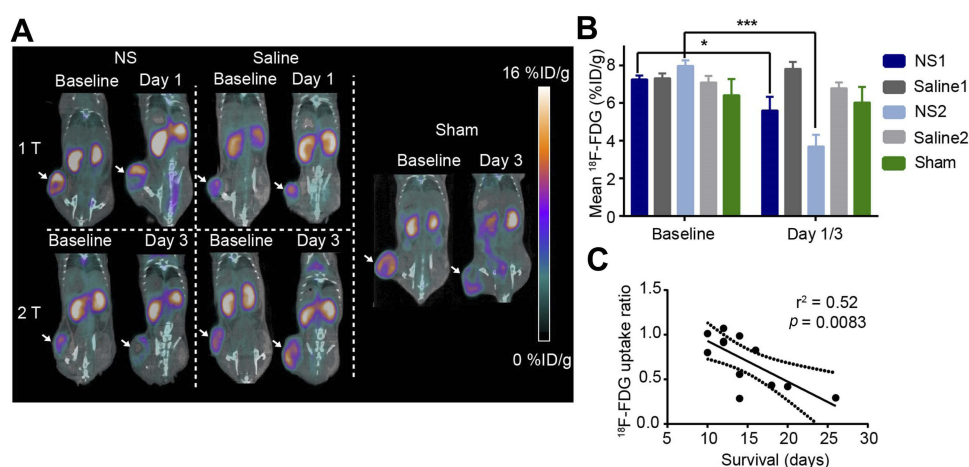 A
NS
Saline
Baseline Day 1 Baseline Day 1
1 T
Sham
Baseline Day 3
Baseline Day 3 Baseline Day 3
2 T
16 %ID/g
0 %ID/g
B
Mean ¹⁸F-FDG (%ID/g)
8
6
4
2
0
*
***
Baseline
Day 1/3
NS1
Saline1
NS2
Saline2
Sham
C
¹⁸F-FDG uptake ratio
1.5
1.0
0.5
0.0
r² = 0.52
p = 0.0083
5 10 15 20 25 30
Survival (days)